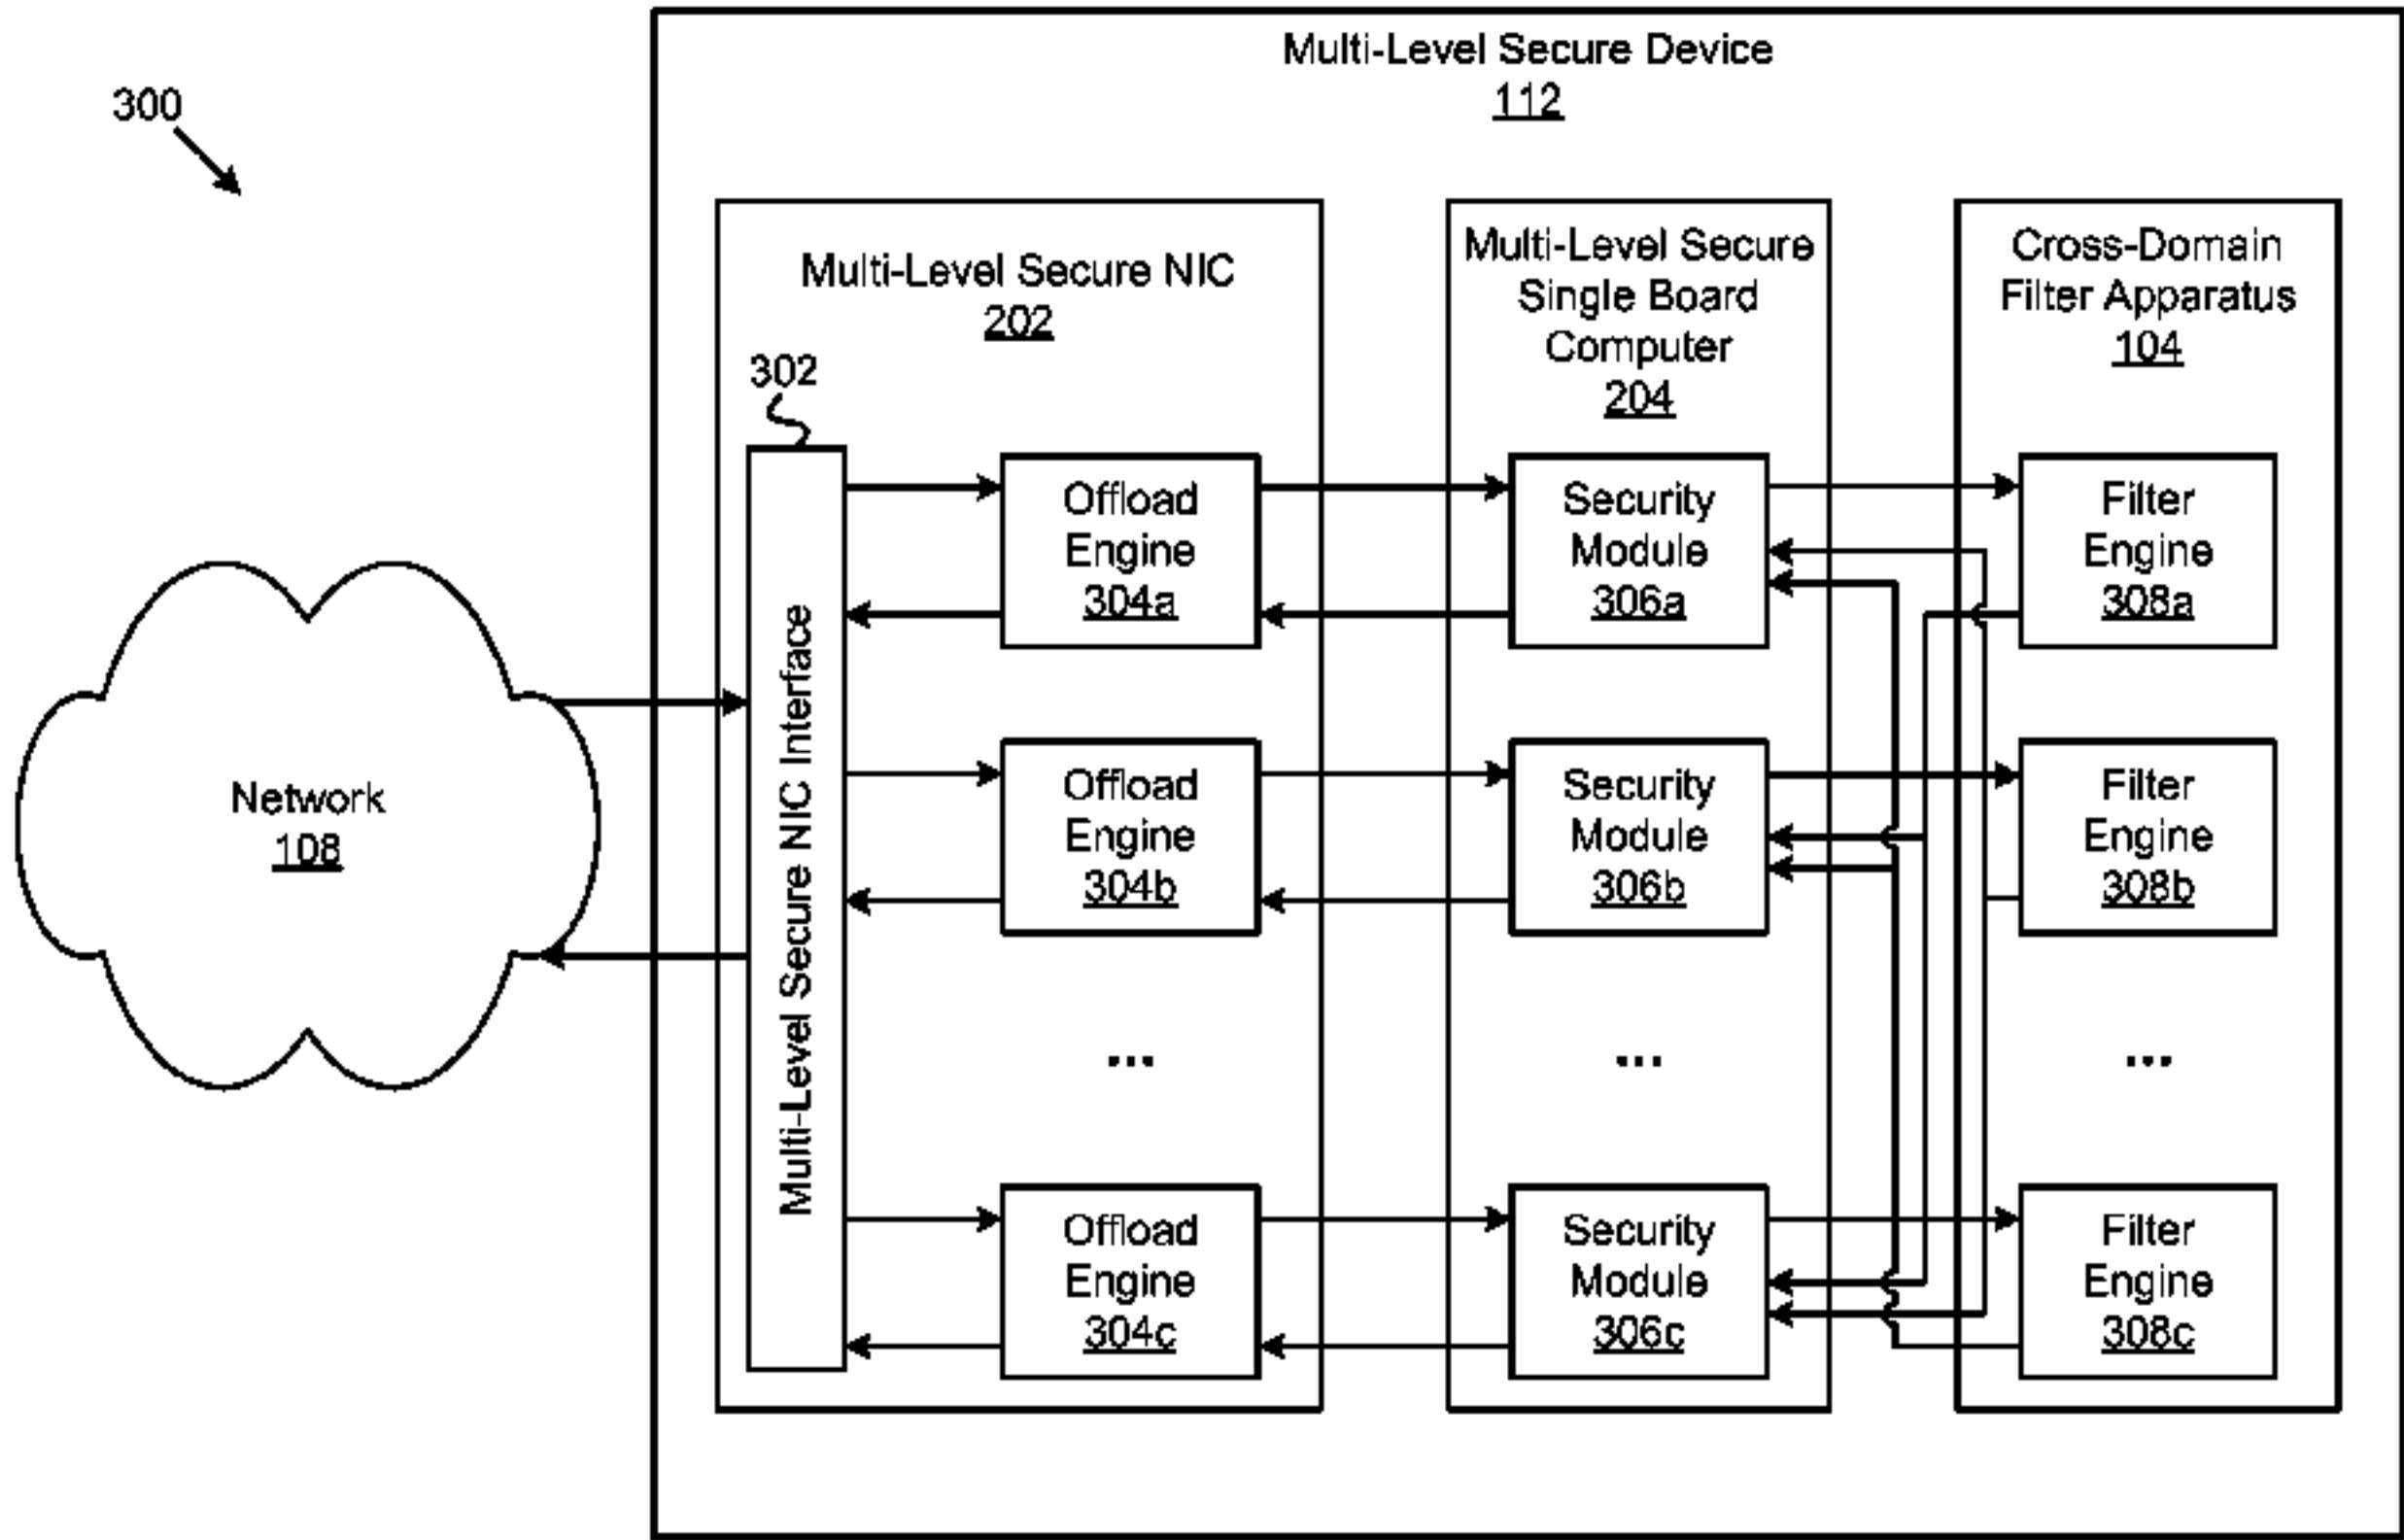 300
Multi-Level Secure Device
112
Multi-Level Secure NIC
202
302
Multi-Level Secure NIC Interface
Multi-Level Secure
Single Board
Computer
204
Cross-Domain
Filter Apparatus
104
Network
108
Offload
Engine
304a
Security
Module
306a
Filter
Engine
308a
Offload
Engine
304b
Security
Module
306b
Filter
Engine
308b
...
...
...
Offload
Engine
304c
Security
Module
306c
Filter
Engine
308c